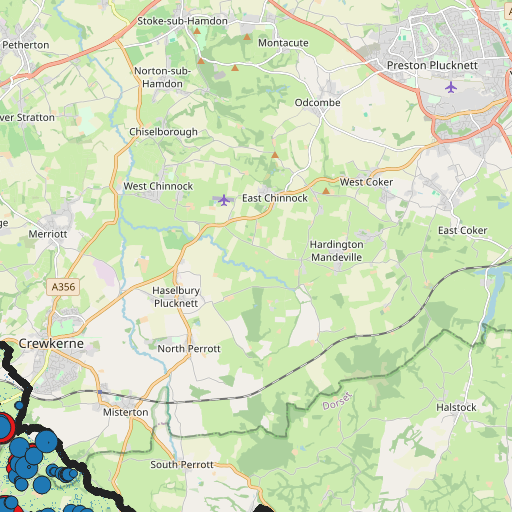 Stoke-sub-Hamdon
Petherton
Montacute
Preston Plucknett
Norton-sub-
Hamdon
Odcombe
ver Stratton
Chiselborough
West Chinnock
West Coker
East Chinnock
Merriott
East Coker
Hardington
Mandeville
A356
Haselbury
Plucknett
Crewkerne
North Perrott
Dorset
Halstock
Misterton
South Perrott